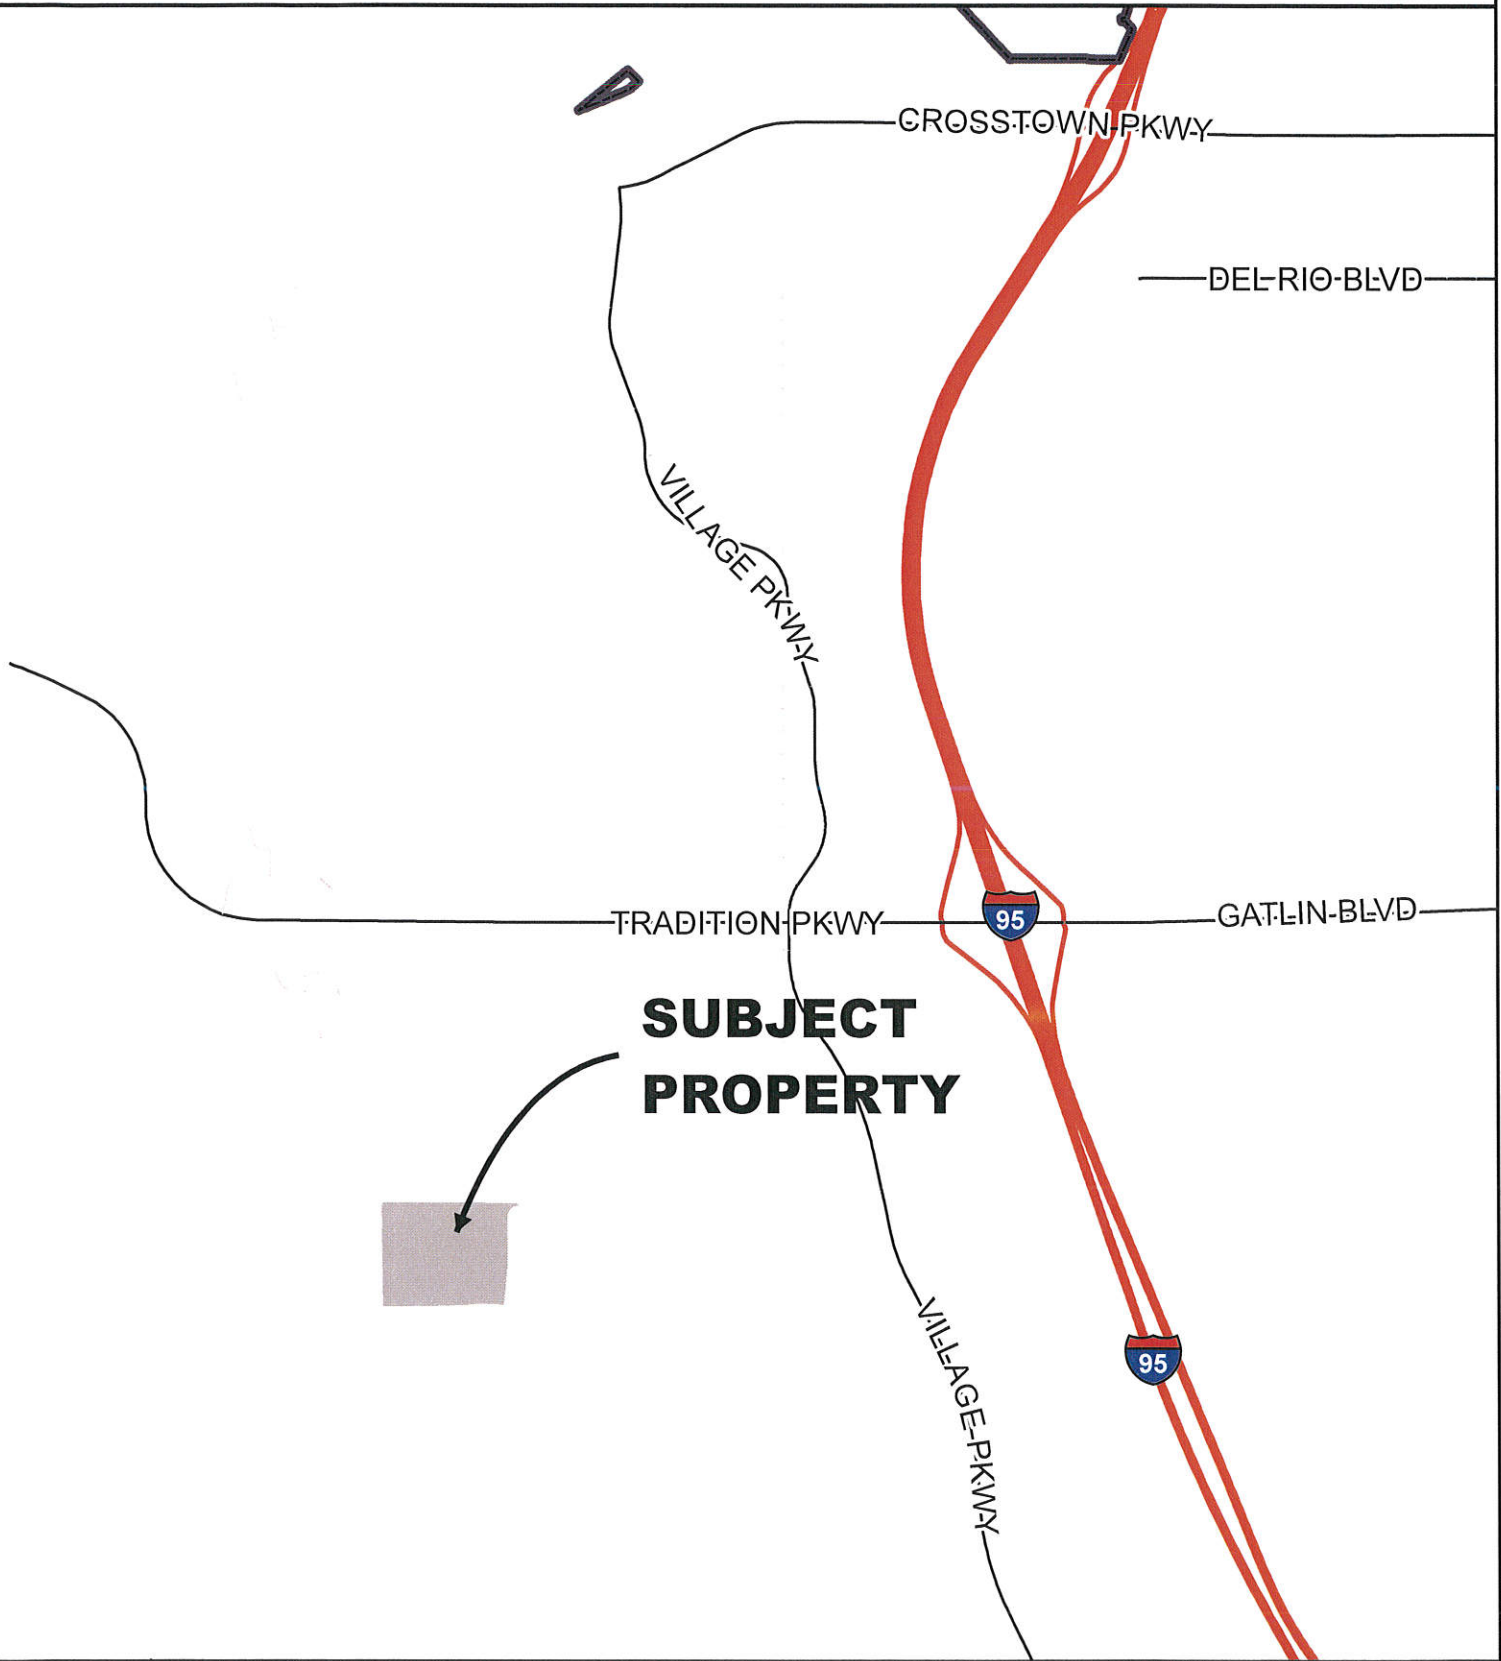 CROSSTOWN PKWY
DEL RIO BLVD
VILLAGE PKWY
TRADITION PKWY
95
GATLIN BLVD
SUBJECT
PROPERTY
VILLAGE PKWY
95